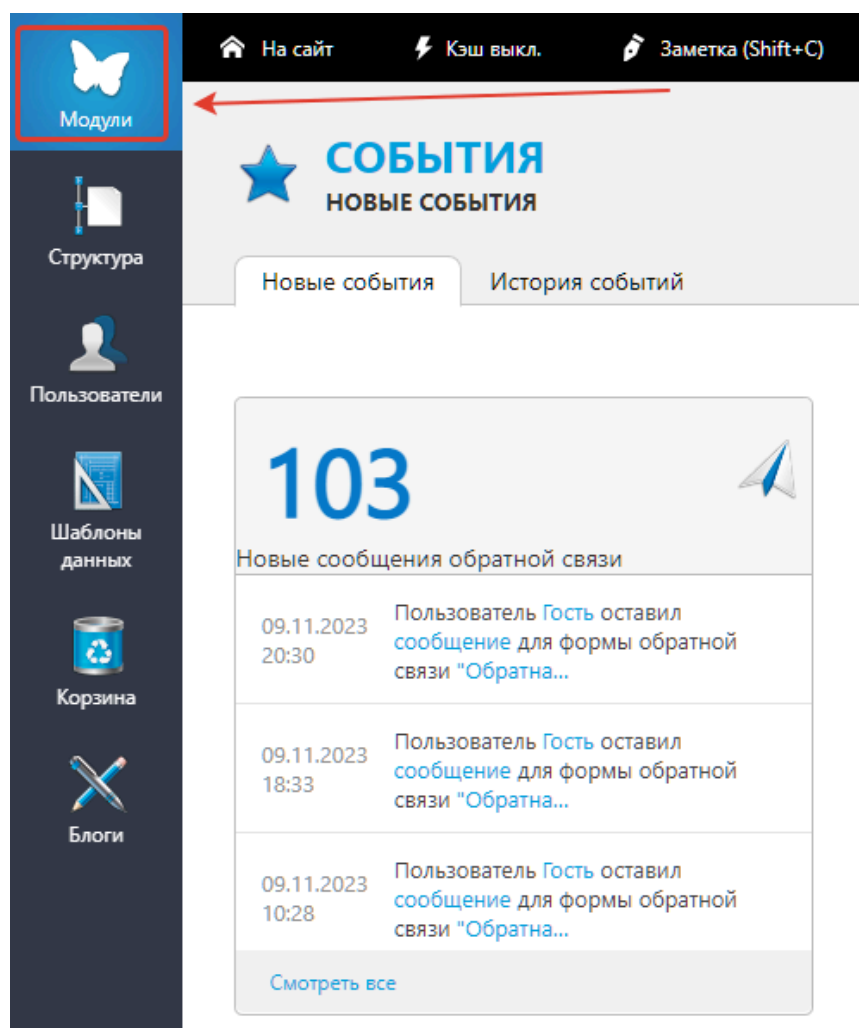 Модули
На сайт
Кэш выкл.
Заметка (Shift+C)
СОБЫТИЯ
НОВЫЕ СОБЫТИЯ
Новые события
История событий
Структура
Пользователи
Шаблоны
данных
Корзина
Блоги
103
Новые сообщения обратной связи
09.11.2023
20:30
Пользователь Гость оставил
сообщение для формы обратной
связи "Обратна...
09.11.2023
18:33
Пользователь Гость оставил
сообщение для формы обратной
связи "Обратна...
09.11.2023
10:28
Пользователь Гость оставил
сообщение для формы обратной
связи "Обратна...
Смотреть все